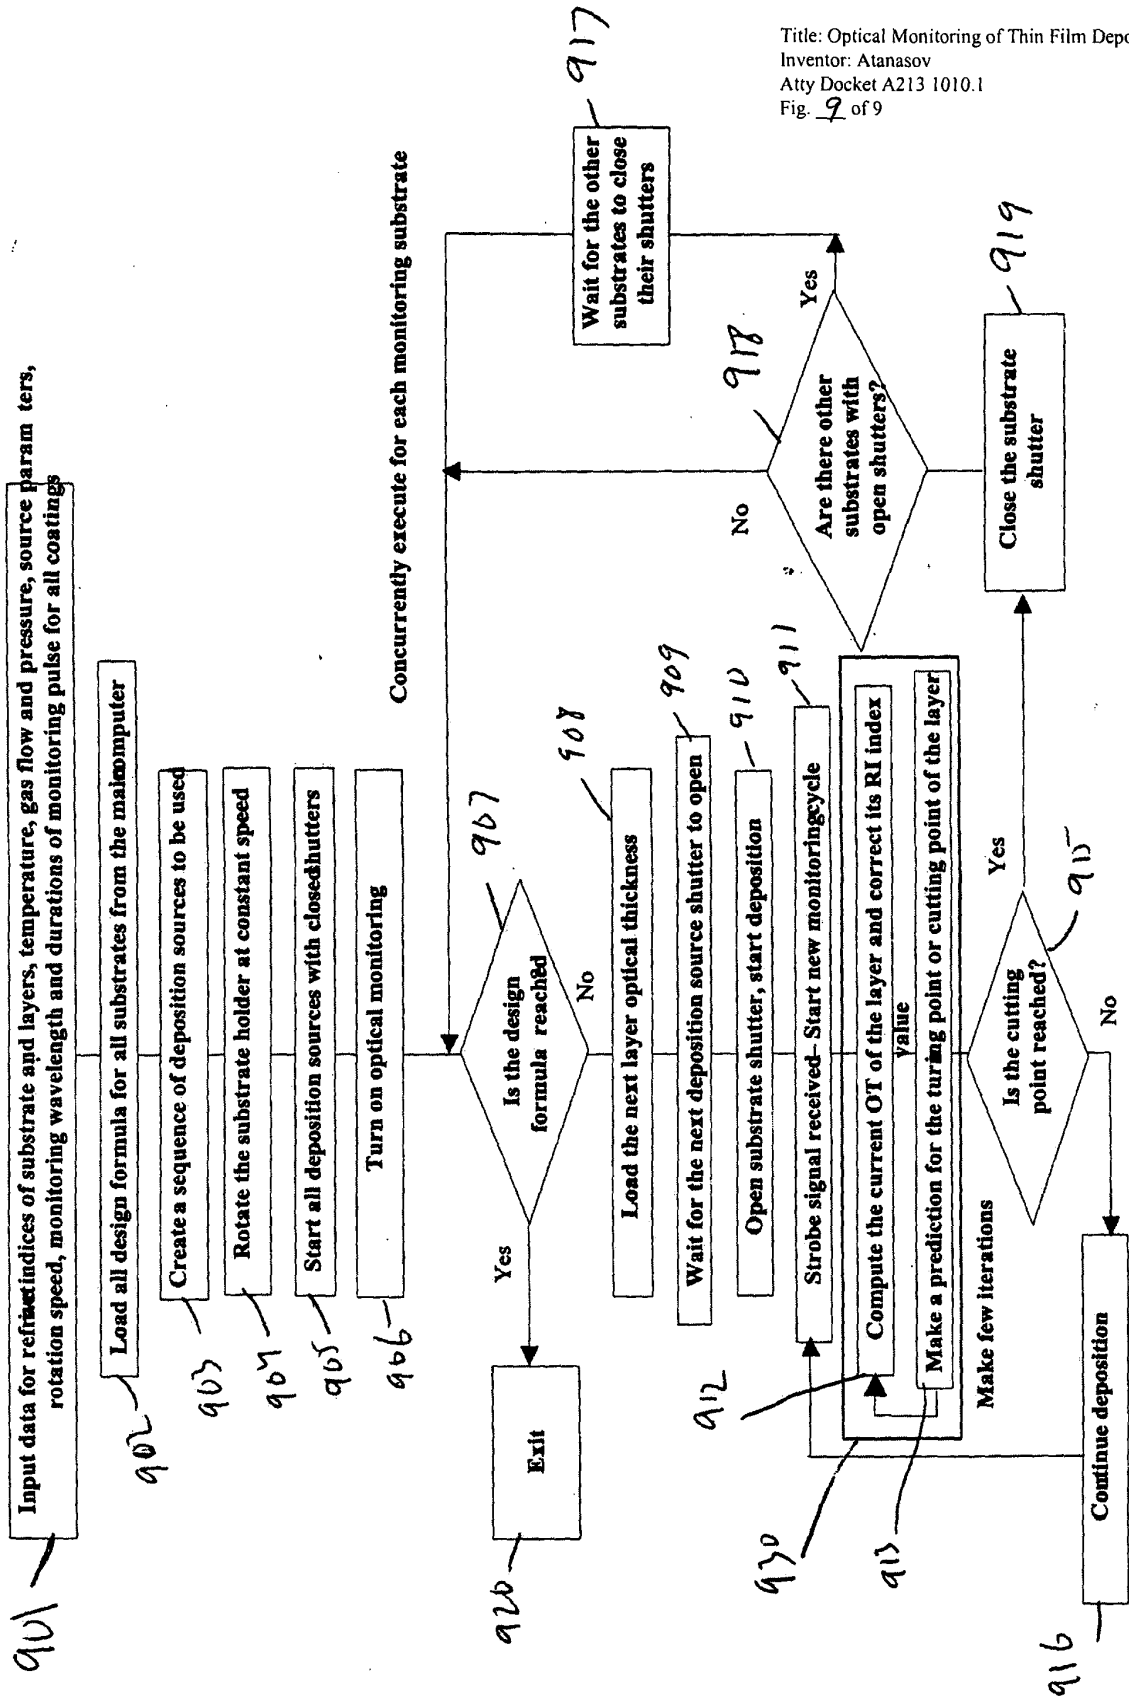 Title: Optical Monitoring of Thin Film Depo
Inventor: Atanasov
Atty Docket A213 1010.1
Fig. 9 of 9
901
Input data for refractindices of substrate and layers, temperature, gas flow and pressure, source param ters,
rotation speed, monitoring wavelength and durations of monitoring pulse for all coatings
902
Load all design formula for all substrates from the maincomputer
903
Create a sequence of deposition sources to be used
904
Rotate the substrate holder at constant speed
905
Start all deposition sources with closedshutters
906
Turn on optical monitoring
Concurrently execute for each monitoring substrate
907
Is the design
formula reached
Yes
No
920
Exit
908
Load the next layer optical thickness
909
Wait for the next deposition source shutter to open
910
Open substrate shutter, start deposition
911
Strobe signal received–Start new monitoringcycle
912
Compute the current OT of the layer and correct its RI index
value
930
913
Make a prediction for the turing point or cutting point of the layer
Make few iterations
915
Is the cutting
point reached?
Yes
No
916
Continue deposition
919
Close the substrate
shutter
918
Are there other
substrates with
open shutters?
No
Yes
917
Wait for the other
substrates to close
their shutters